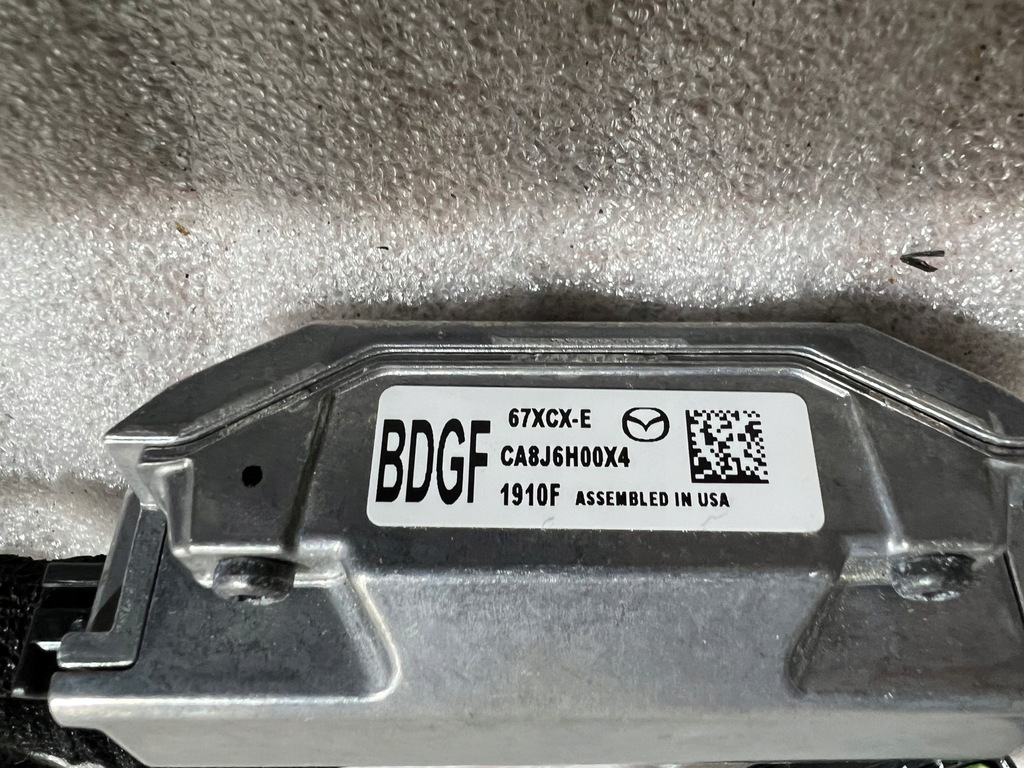 BDGF
67XCX-E
CA8J6H00X4
1910F ASSEMBLED IN USA